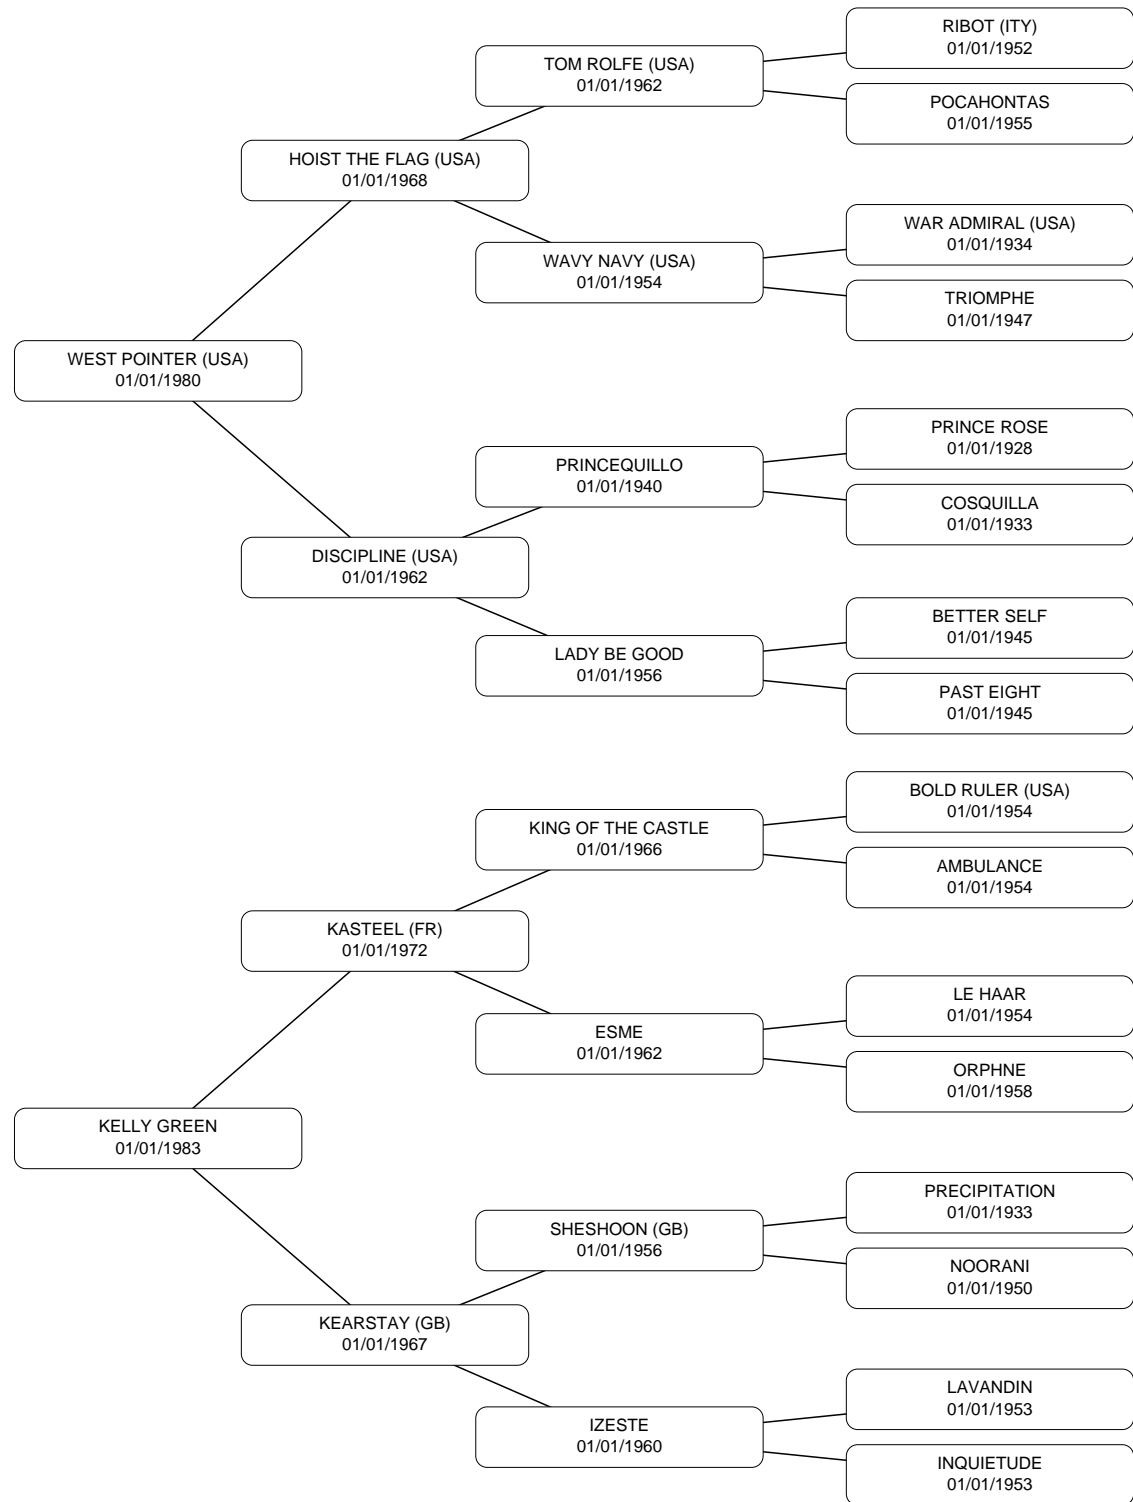 RIBOT (ITY)
01/01/1952
TOM ROLFE (USA)
01/01/1962
POCAHONTAS
01/01/1955
HOIST THE FLAG (USA)
01/01/1968
WAR ADMIRAL (USA)
01/01/1934
WAVY NAVY (USA)
01/01/1954
TRIOMPHE
01/01/1947
WEST POINTER (USA)
01/01/1980
PRINCE ROSE
01/01/1928
PRINCEQUILLO
01/01/1940
COSQUILLA
01/01/1933
DISCIPLINE (USA)
01/01/1962
BETTER SELF
01/01/1945
LADY BE GOOD
01/01/1956
PAST EIGHT
01/01/1945
BOLD RULER (USA)
01/01/1954
KING OF THE CASTLE
01/01/1966
AMBULANCE
01/01/1954
KASTEEL (FR)
01/01/1972
LE HAAR
01/01/1954
ESME
01/01/1962
ORPHNE
01/01/1958
KELLY GREEN
01/01/1983
PRECIPITATION
01/01/1933
SHESHOON (GB)
01/01/1956
NOORANI
01/01/1950
KEARSTAY (GB)
01/01/1967
LAVANDIN
01/01/1953
IZESTE
01/01/1960
INQUIETUDE
01/01/1953